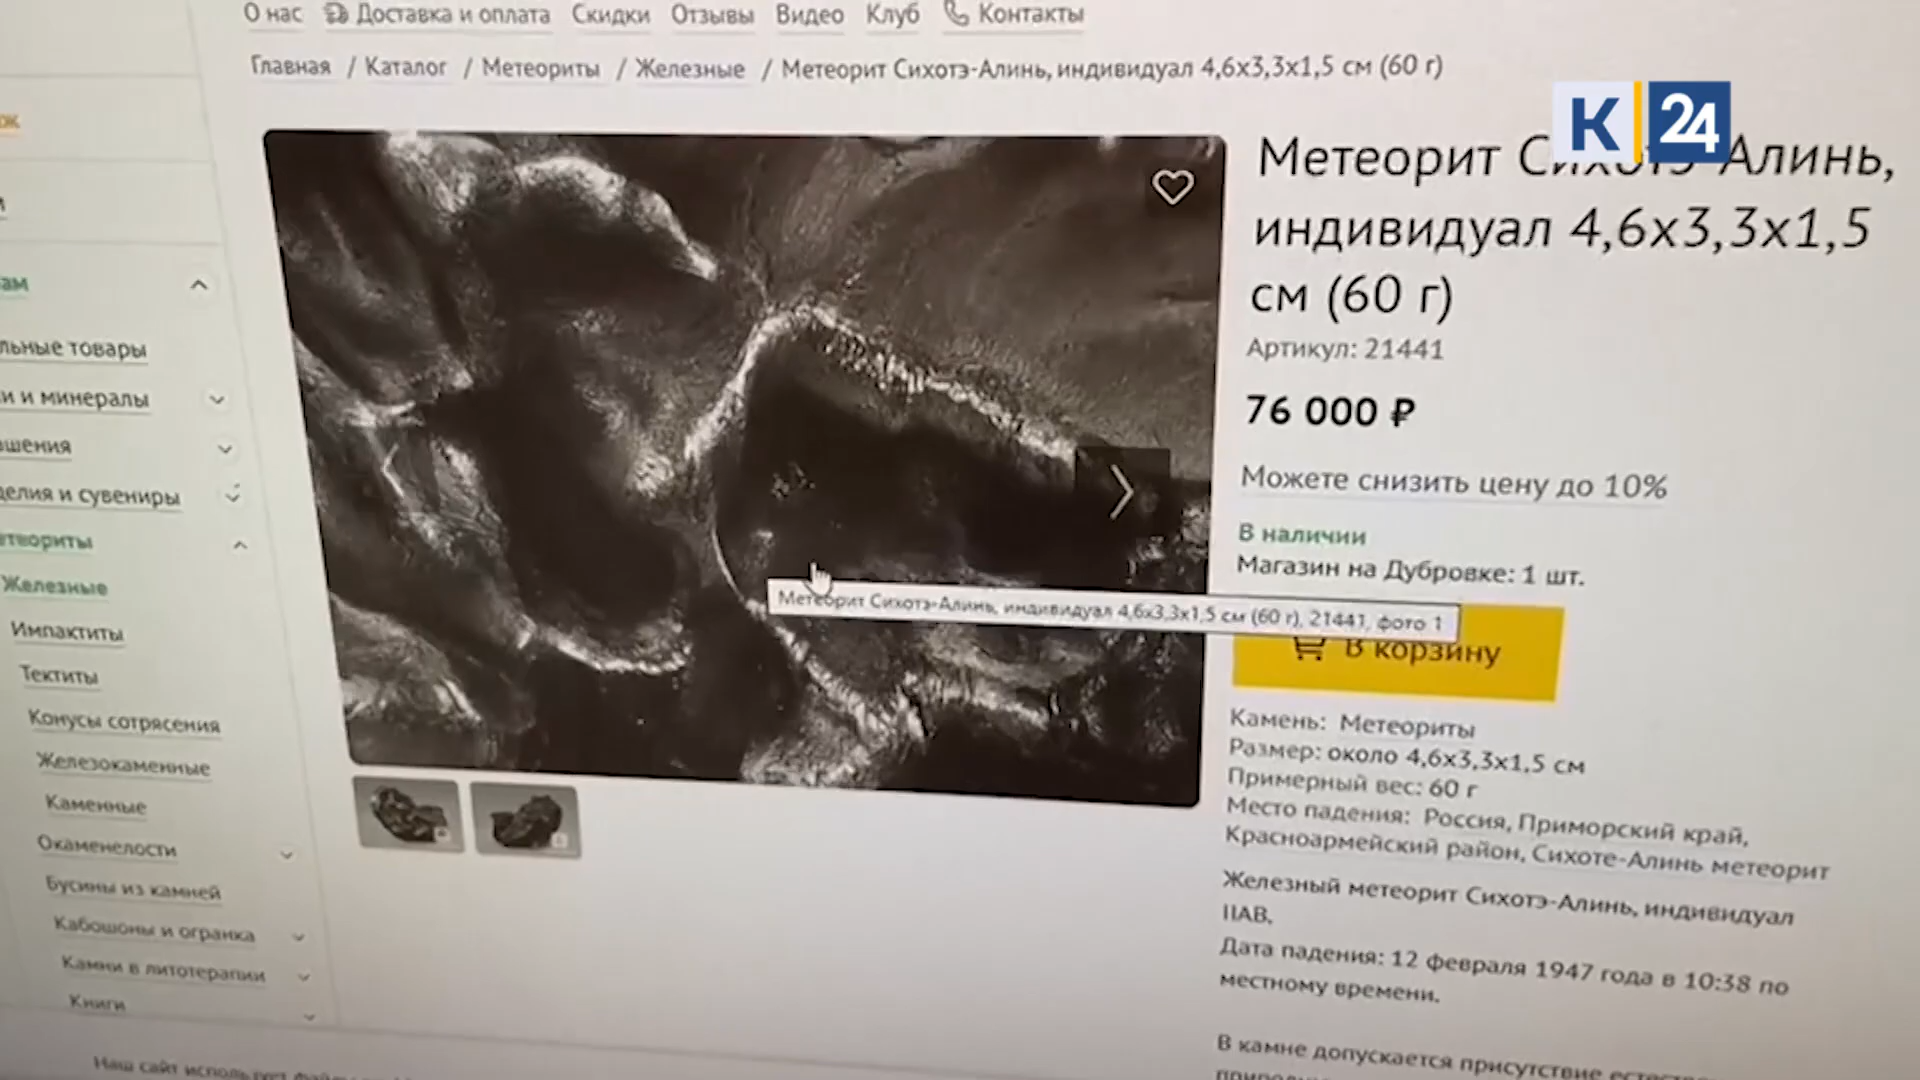 О нас Доставка и оплата Скидки Отзывы Видео Клуб Контакты
Главная / Каталог / Метеориты / Железные / Метеорит Сихотэ-Алинь, индивидуал 4,6х3,3х1,5 см (60 г)
К 24
Метеорит Сихотэ-Алинь,
индивидуал 4,6х3,3х1,5
см (60 г)
Артикул: 21441
76 000 ₽
Можете снизить цену до 10%
В наличии
Магазин на Дубровке: 1 шт.
Метеорит Сихотэ-Алинь, индивидуал 4,6х3,3х1,5 см (60 г), 21441, фото 1
В корзину
Камень: Метеориты
Размер: около 4,6х3,3х1,5 см
Примерный вес: 60 г
Место падения: Россия, Приморский край,
Красноармейский район, Сихоте-Алинь метеорит
Железный метеорит Сихотэ-Алинь, индивидуал
IIAB.
Дата падения: 12 февраля 1947 года в 10:38 по
местному времени.
В камне допускается присутствие
ам
льные товары
и и минералы
ашения
делия и сувениры
етеориты
Железные
Импактиты
Тектиты
Конусы сотрясения
Железокаменные
Каменные
Окаменелости
Бусины из камней
Кабошоны и огранка
Камни в литотерапии
Книги
Наш сайт